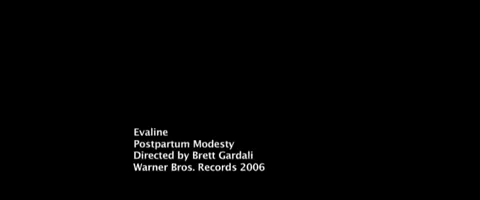 Evaline
Postpartum Modesty
Directed by Brett Gardali
Warner Bros. Records 2006